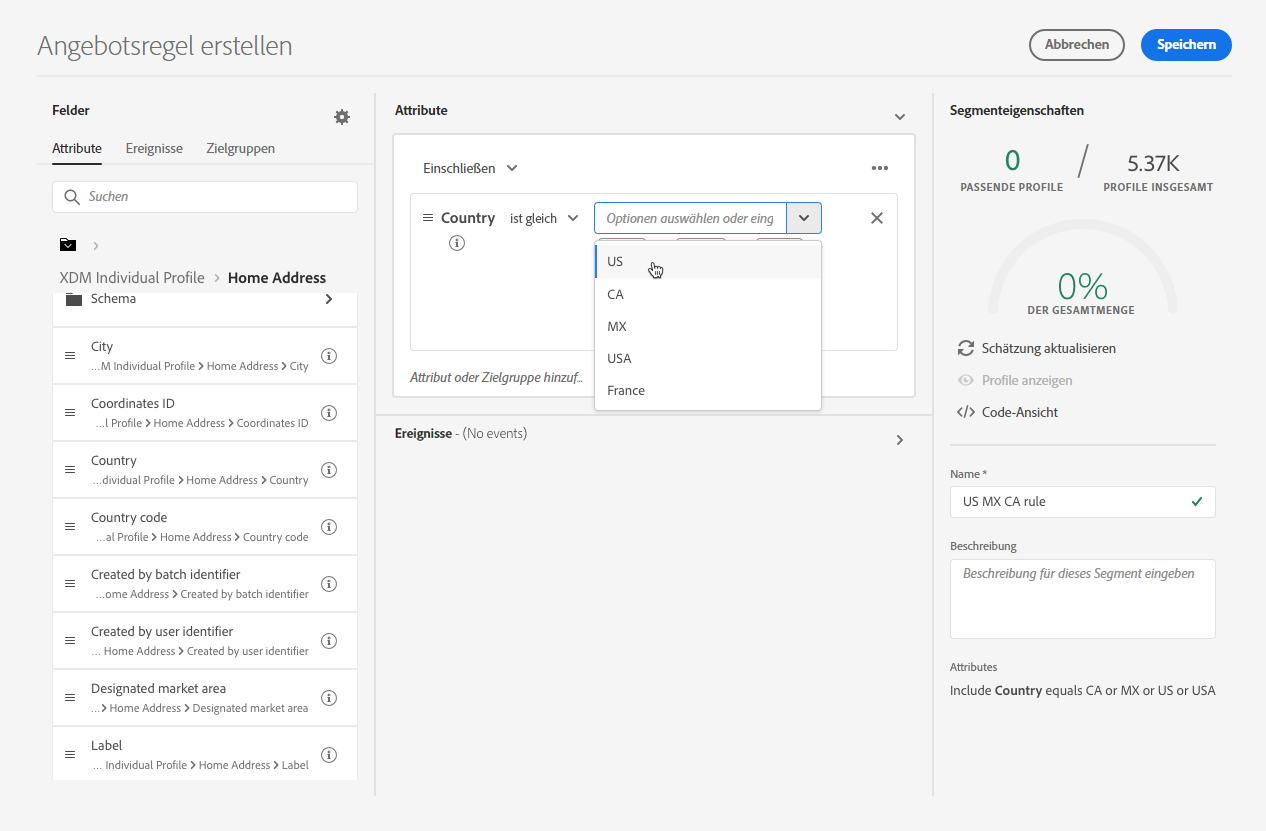 Angebotsregel erstellen
Abbrechen
Speichern
Felder
Attribute
Ereignisse
Zielgruppen
Suchen
XDM Individual Profile > Home Address
Schema
City
...M Individual Profile > Home Address > City
Coordinates ID
...l Profile > Home Address > Coordinates ID
Country
...dividual Profile > Home Address > Country
Country code
...al Profile > Home Address > Country code
Created by batch identifier
...ome Address > Created by batch identifier
Created by user identifier
... Home Address > Created by user identifier
Designated market area
...> Home Address > Designated market area
Label
... Individual Profile > Home Address > Label
Attribute
Einschließen
Country
ist gleich
Optionen auswählen oder eing
US
CA
MX
USA
France
Attribut oder Zielgruppe hinzuf...
Ereignisse - (No events)
Segmenteigenschaften
0 / 5.37K
PASSENDE PROFILE
PROFILE INSGESAMT
0%
DER GESAMTMENGE
Schätzung aktualisieren
Profile anzeigen
</> Code-Ansicht
Name *
US MX CA rule
Beschreibung
Beschreibung für dieses Segment eingeben
Attributes
Include Country equals CA or MX or US or USA